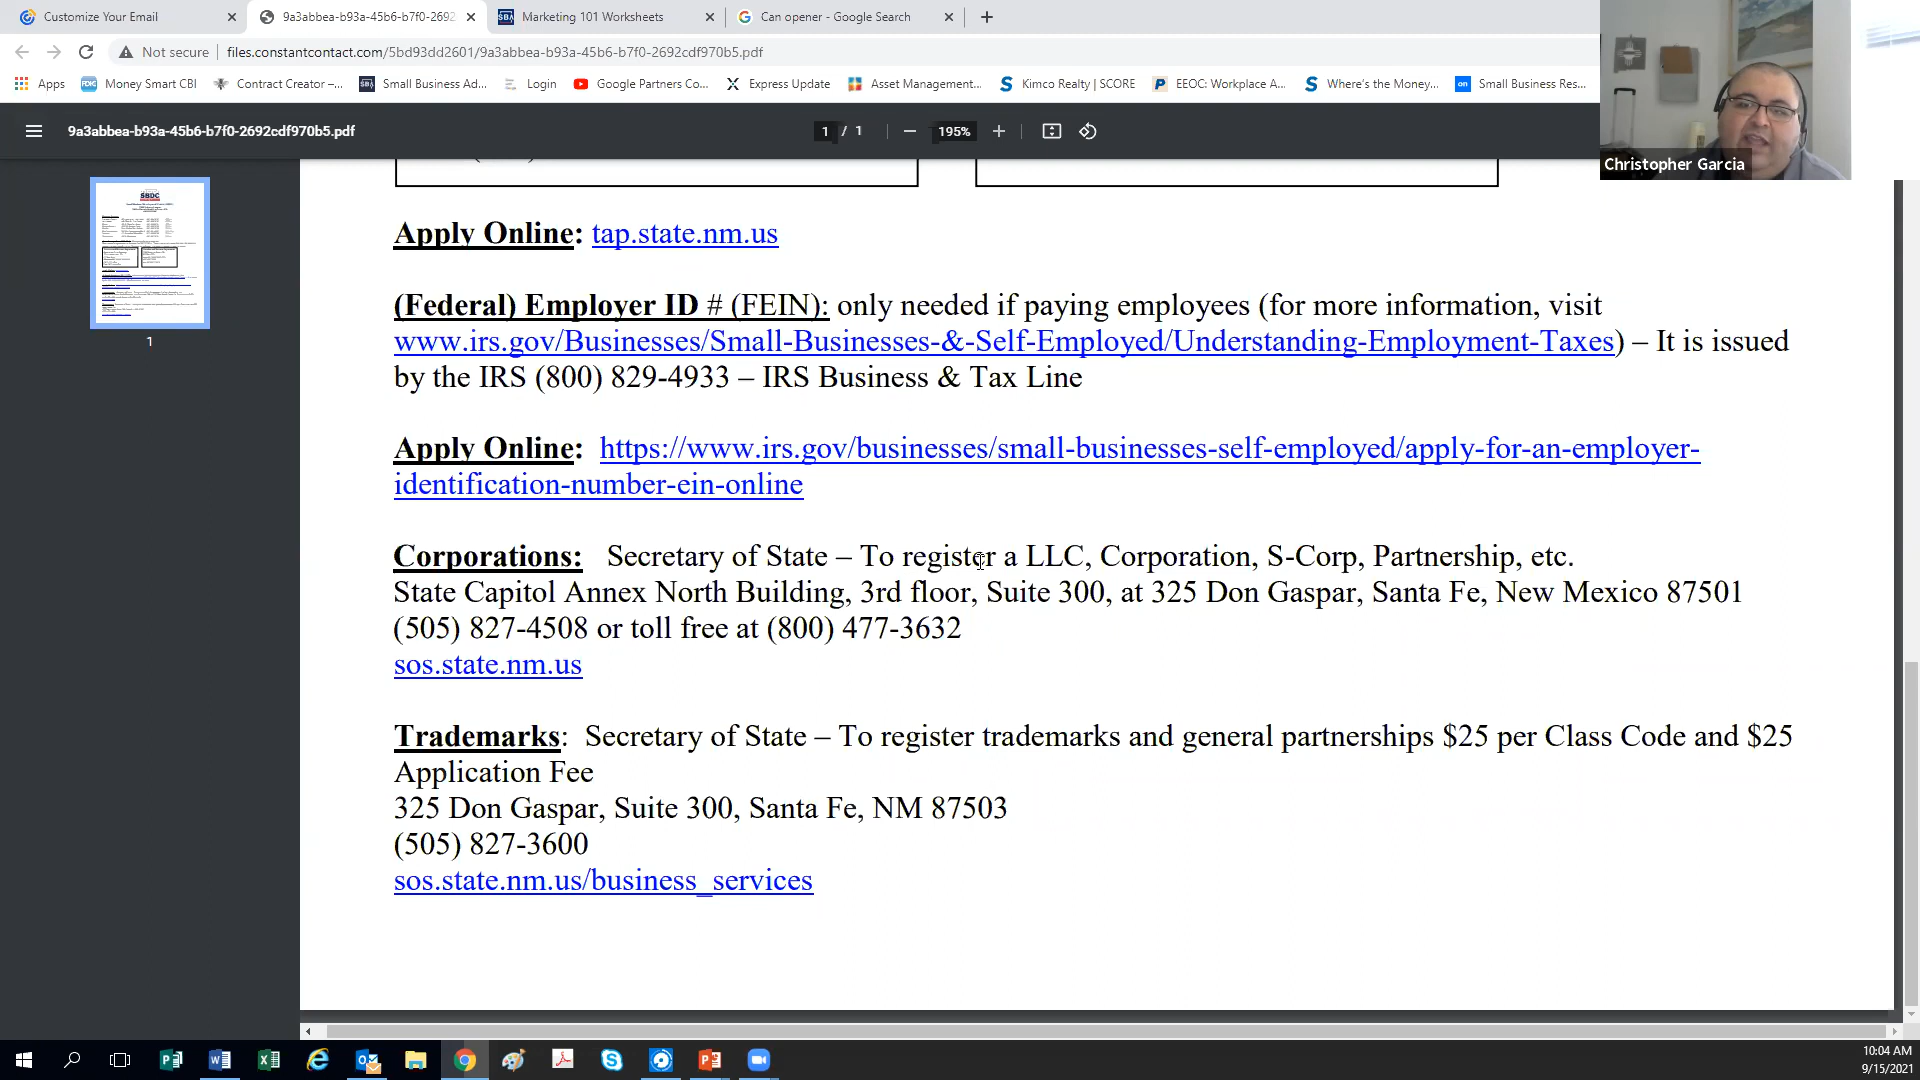 Customize Your Email
9a3abbea-b93a-45b6-b7f0-2692
Marketing 101 Worksheets
Can opener - Google Search
Not secure
files.constantcontact.com/5bd93dd2601/9a3abbea-b93a-45b6-b7f0-2692cdf970b5.pdf
Apps
Money Smart CBI
Contract Creator –...
Small Business Ad...
Login
Google Partners Co...
Express Update
Asset Management...
Kimco Realty | SCORE
EEOC: Workplace A...
Where's the Money...
Small Business Res...
9a3abbea-b93a-45b6-b7f0-2692cdf970b5.pdf
1 / 1
195%
Christopher Garcia
SBDC
1
Apply Online: tap.state.nm.us
(Federal) Employer ID # (FEIN): only needed if paying employees (for more information, visit
www.irs.gov/Businesses/Small-Businesses-&-Self-Employed/Understanding-Employment-Taxes) – It is issued
by the IRS (800) 829-4933 – IRS Business & Tax Line
Apply Online: https://www.irs.gov/businesses/small-businesses-self-employed/apply-for-an-employer-
identification-number-ein-online
Corporations: Secretary of State – To register a LLC, Corporation, S-Corp, Partnership, etc.
State Capitol Annex North Building, 3rd floor, Suite 300, at 325 Don Gaspar, Santa Fe, New Mexico 87501
(505) 827-4508 or toll free at (800) 477-3632
sos.state.nm.us
Trademarks: Secretary of State – To register trademarks and general partnerships $25 per Class Code and $25
Application Fee
325 Don Gaspar, Suite 300, Santa Fe, NM 87503
(505) 827-3600
sos.state.nm.us/business_services
10:04 AM
9/15/2021